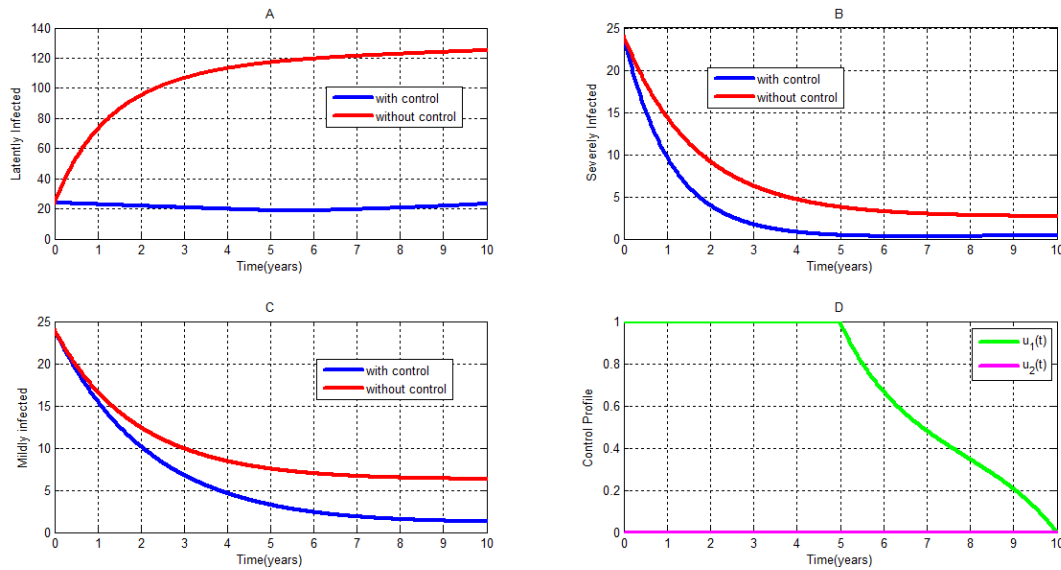 A
140
120
100
80
60
40
20
0
Latently Infected
with control
without control
0 1 2 3 4 5 6 7 8 9 10
Time(years)
B
25
20
15
10
5
0
Severely Infected
with control
without control
0 1 2 3 4 5 6 7 8 9 10
Time(years)
C
25
20
15
10
5
0
Mildly infected
with control
without control
0 1 2 3 4 5 6 7 8 9 10
Time(years)
D
1
0.8
0.6
0.4
0.2
0
Control Profile
u1(t)
u2(t)
0 1 2 3 4 5 6 7 8 9 10
Time(years)